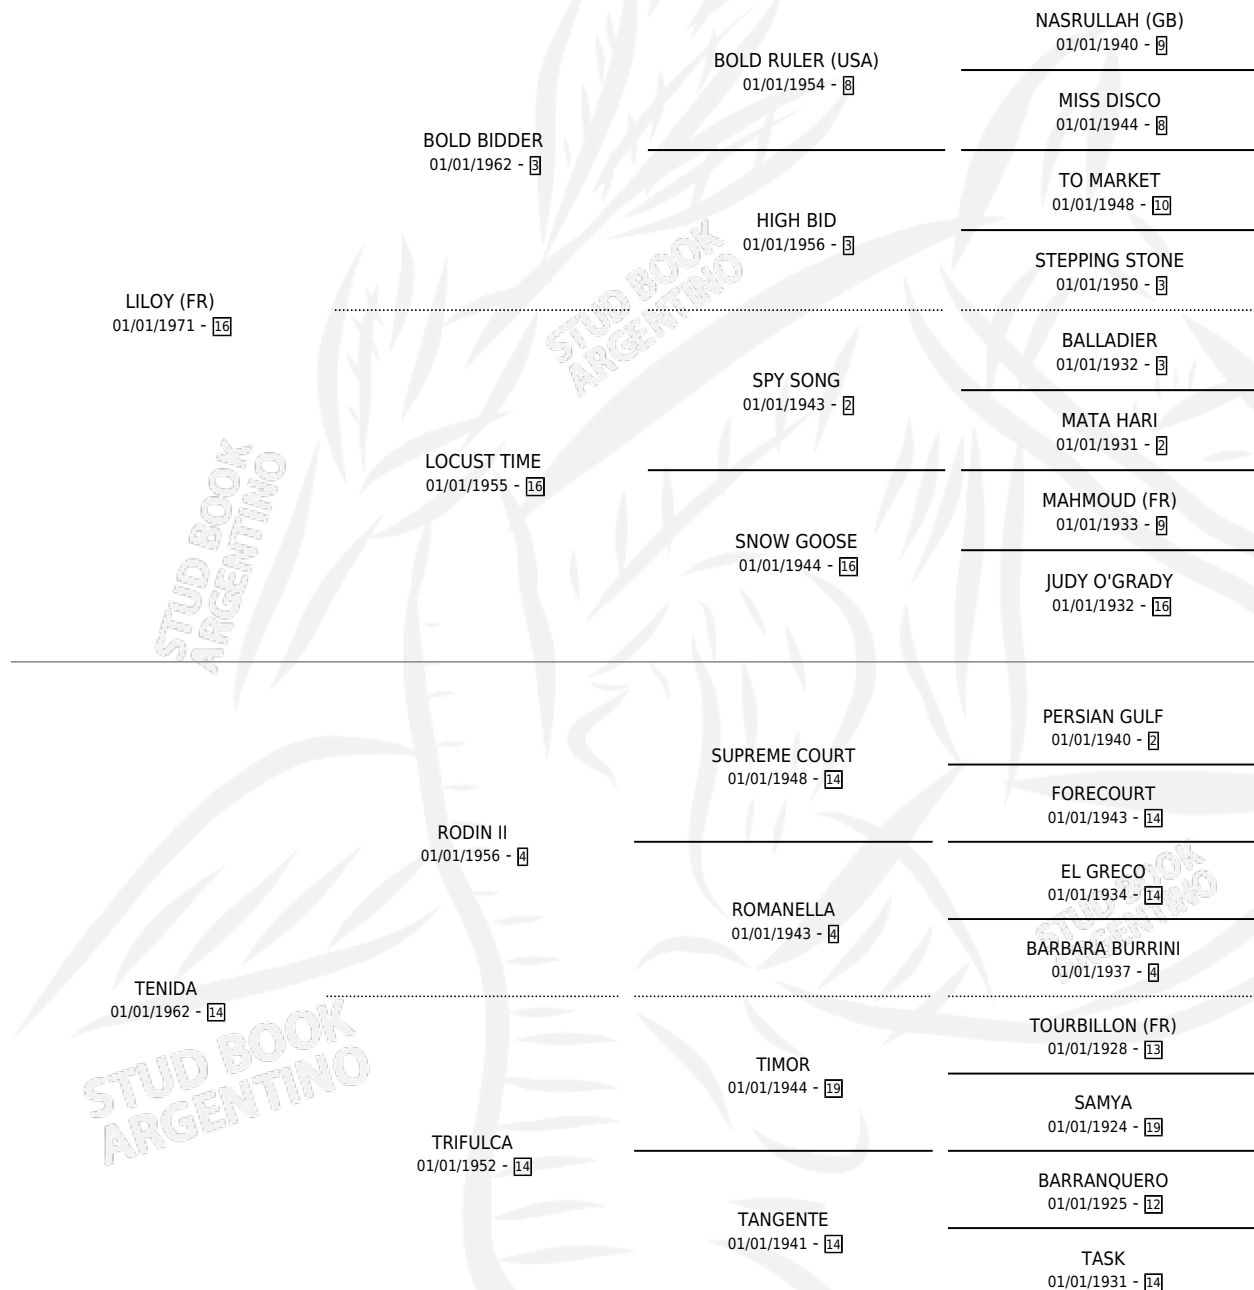 NASRULLAH (GB)
01/01/1940 - 9
BOLD RULER (USA)
01/01/1954 - 8
MISS DISCO
01/01/1944 - 8
BOLD BIDDER
01/01/1962 - 3
TO MARKET
01/01/1948 - 10
HIGH BID
01/01/1956 - 3
STEPPING STONE
01/01/1950 - 3
LILOY (FR)
01/01/1971 - 16
BALLADIER
01/01/1932 - 3
SPY SONG
01/01/1943 - 2
MATA HARI
01/01/1931 - 2
LOCUST TIME
01/01/1955 - 16
MAHMOUD (FR)
01/01/1933 - 9
SNOW GOOSE
01/01/1944 - 16
JUDY O'GRADY
01/01/1932 - 16
PERSIAN GULF
01/01/1940 - 2
SUPREME COURT
01/01/1948 - 14
FORECOURT
01/01/1943 - 14
RODIN II
01/01/1956 - 4
EL GRECO
01/01/1934 - 14
ROMANELLA
01/01/1943 - 4
BARBARA BURRINI
01/01/1937 - 4
TENIDA
01/01/1962 - 14
TOURBILLON (FR)
01/01/1928 - 13
TIMOR
01/01/1944 - 19
SAMYA
01/01/1924 - 19
TRIFULCA
01/01/1952 - 14
BARRANQUERO
01/01/1925 - 12
TANGENTE
01/01/1941 - 14
TASK
01/01/1931 - 14
STUD BOOK
ARGENTINO
STUD BOOK
ARGENTINO
STUD BOOK
ARGENTINO
STUD BOOK
ARGENTINO